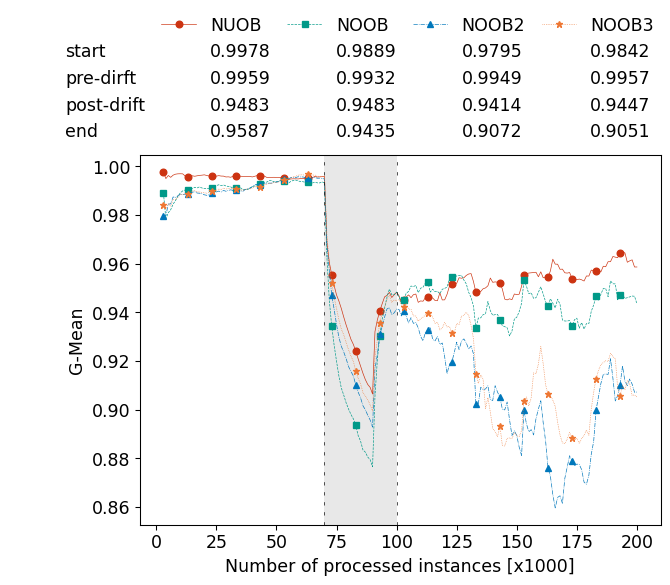 NUOB NOOB NOOB2 NOOB3
start 0.9978 0.9889 0.9795 0.9842
pre-dirft 0.9959 0.9932 0.9949 0.9957
post-drift 0.9483 0.9483 0.9414 0.9447
end 0.9587 0.9435 0.9072 0.9051
1.00
0.98
0.96
0.94
0.92
0.90
0.88
0.86
G-Mean
0 25 50 75 100 125 150 175 200
Number of processed instances [x1000]